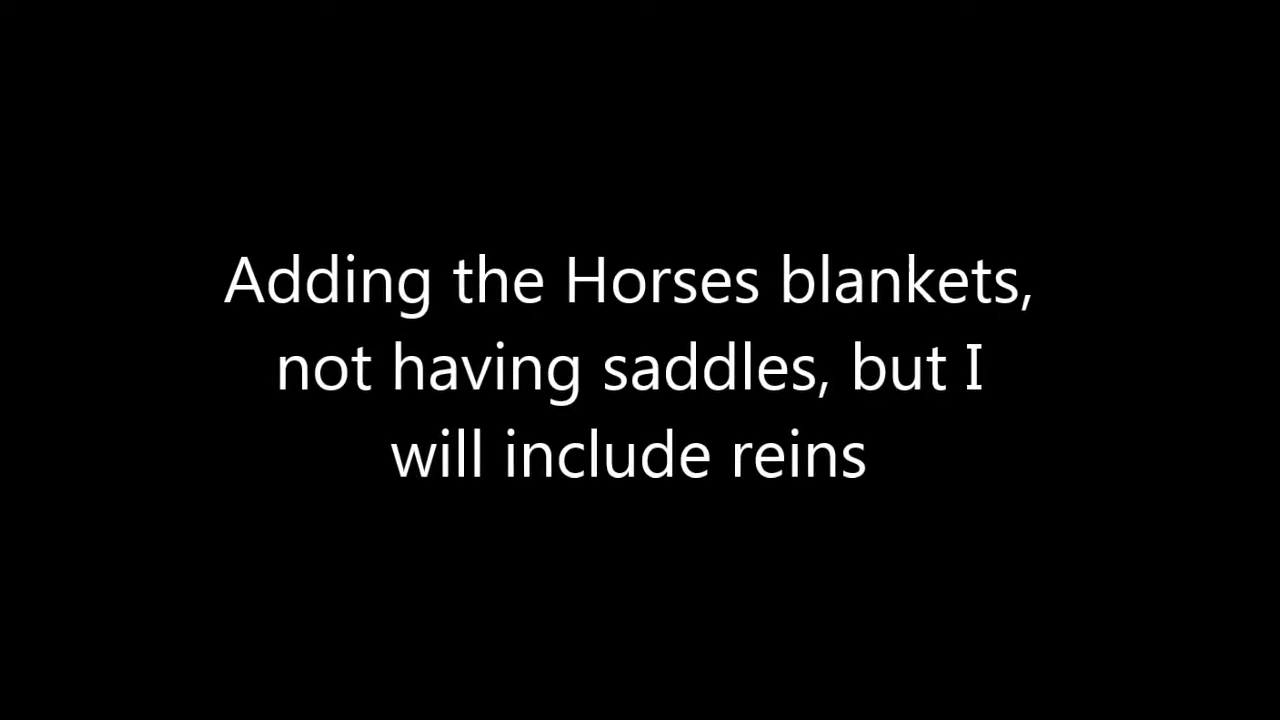 Adding the Horses blankets,
not having saddles, but I
will include reins